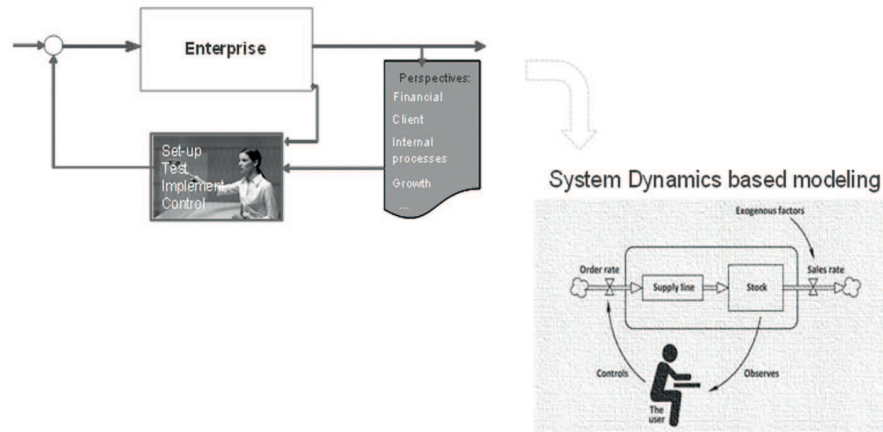 Enterprise
Perspectives:
Financial
Client
Internal
processes
Growth
...
Set-up
Test
Implement
Control
System Dynamics based modeling
Exogenous factors
Order rate
Sales rate
Supply line
Stock
Controls
Observes
The
user